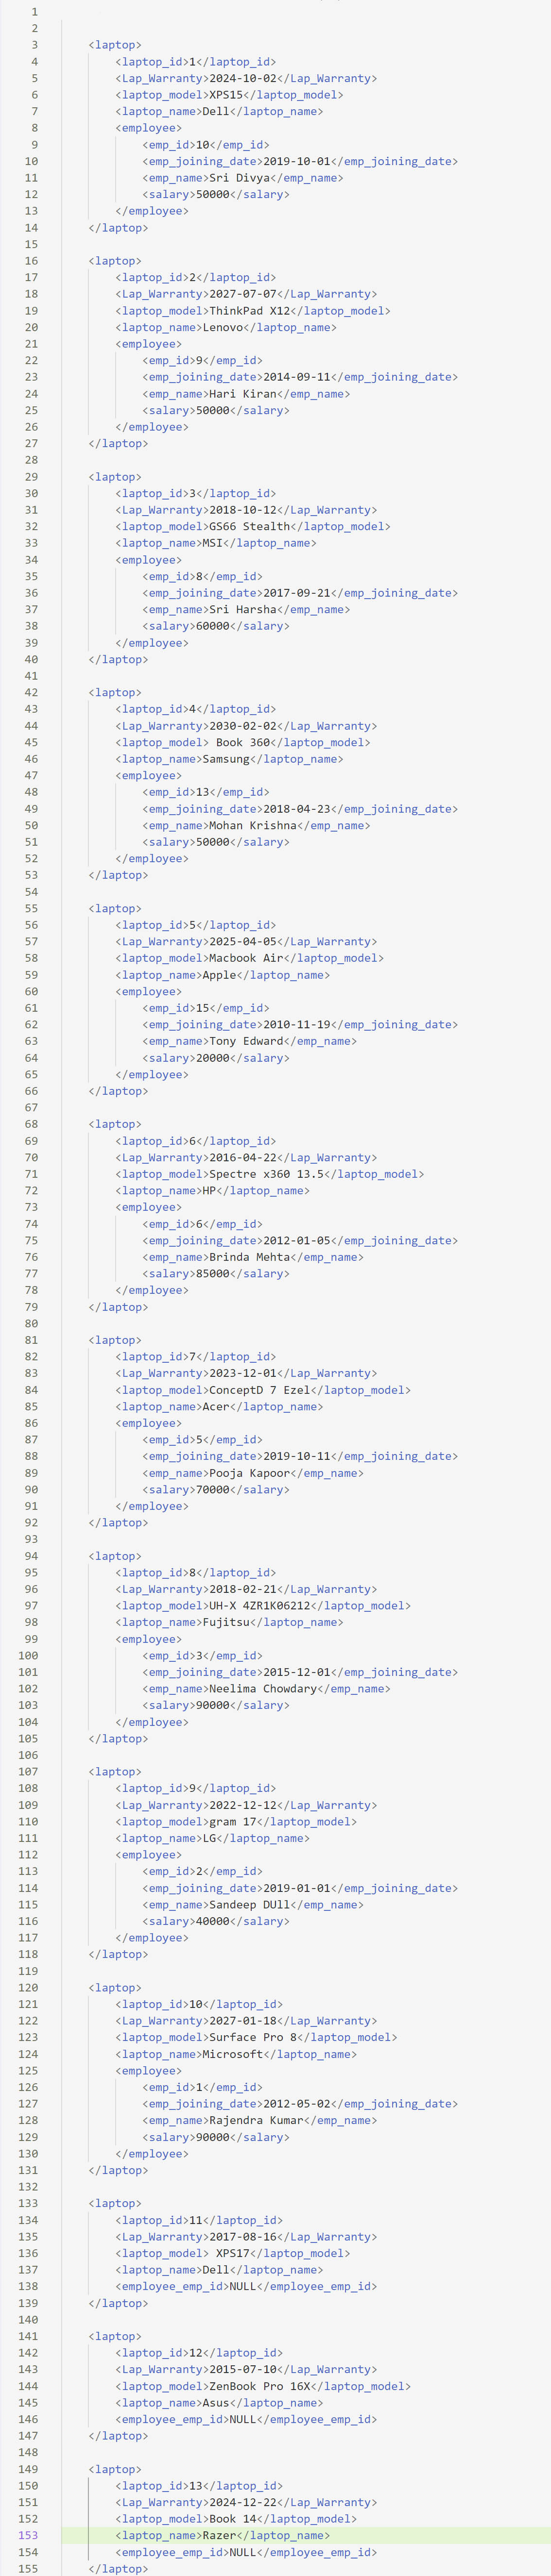 1
2
3 <laptop>
4 <laptop_id>1</laptop_id>
5 <Lap_Warranty>2024-10-02</Lap_Warranty>
6 <laptop_model>XPS15</laptop_model>
7 <laptop_name>Dell</laptop_name>
8 <employee>
9 <emp_id>10</emp_id>
10 <emp_joining_date>2019-10-01</emp_joining_date>
11 <emp_name>Sri Divya</emp_name>
12 <salary>50000</salary>
13 </employee>
14 </laptop>
15
16 <laptop>
17 <laptop_id>2</laptop_id>
18 <Lap_Warranty>2027-07-07</Lap_Warranty>
19 <laptop_model>ThinkPad X12</laptop_model>
20 <laptop_name>Lenovo</laptop_name>
21 <employee>
22 <emp_id>9</emp_id>
23 <emp_joining_date>2014-09-11</emp_joining_date>
24 <emp_name>Hari Kiran</emp_name>
25 <salary>50000</salary>
26 </employee>
27 </laptop>
28
29 <laptop>
30 <laptop_id>3</laptop_id>
31 <Lap_Warranty>2018-10-12</Lap_Warranty>
32 <laptop_model>GS66 Stealth</laptop_model>
33 <laptop_name>MSI</laptop_name>
34 <employee>
35 <emp_id>8</emp_id>
36 <emp_joining_date>2017-09-21</emp_joining_date>
37 <emp_name>Sri Harsha</emp_name>
38 <salary>60000</salary>
39 </employee>
40 </laptop>
41
42 <laptop>
43 <laptop_id>4</laptop_id>
44 <Lap_Warranty>2030-02-02</Lap_Warranty>
45 <laptop_model> Book 360</laptop_model>
46 <laptop_name>Samsung</laptop_name>
47 <employee>
48 <emp_id>13</emp_id>
49 <emp_joining_date>2018-04-23</emp_joining_date>
50 <emp_name>Mohan Krishna</emp_name>
51 <salary>50000</salary>
52 </employee>
53 </laptop>
54
55 <laptop>
56 <laptop_id>5</laptop_id>
57 <Lap_Warranty>2025-04-05</Lap_Warranty>
58 <laptop_model>Macbook Air</laptop_model>
59 <laptop_name>Apple</laptop_name>
60 <employee>
61 <emp_id>15</emp_id>
62 <emp_joining_date>2010-11-19</emp_joining_date>
63 <emp_name>Tony Edward</emp_name>
64 <salary>20000</salary>
65 </employee>
66 </laptop>
67
68 <laptop>
69 <laptop_id>6</laptop_id>
70 <Lap_Warranty>2016-04-22</Lap_Warranty>
71 <laptop_model>Spectre x360 13.5</laptop_model>
72 <laptop_name>HP</laptop_name>
73 <employee>
74 <emp_id>6</emp_id>
75 <emp_joining_date>2012-01-05</emp_joining_date>
76 <emp_name>Brinda Mehta</emp_name>
77 <salary>85000</salary>
78 </employee>
79 </laptop>
80
81 <laptop>
82 <laptop_id>7</laptop_id>
83 <Lap_Warranty>2023-12-01</Lap_Warranty>
84 <laptop_model>ConceptD 7 Ezel</laptop_model>
85 <laptop_name>Acer</laptop_name>
86 <employee>
87 <emp_id>5</emp_id>
88 <emp_joining_date>2019-10-11</emp_joining_date>
89 <emp_name>Pooja Kapoor</emp_name>
90 <salary>70000</salary>
91 </employee>
92 </laptop>
93
94 <laptop>
95 <laptop_id>8</laptop_id>
96 <Lap_Warranty>2018-02-21</Lap_Warranty>
97 <laptop_model>UH-X 4ZR1K06212</laptop_model>
98 <laptop_name>Fujitsu</laptop_name>
99 <employee>
100 <emp_id>3</emp_id>
101 <emp_joining_date>2015-12-01</emp_joining_date>
102 <emp_name>Neelima Chowdary</emp_name>
103 <salary>90000</salary>
104 </employee>
105 </laptop>
106
107 <laptop>
108 <laptop_id>9</laptop_id>
109 <Lap_Warranty>2022-12-12</Lap_Warranty>
110 <laptop_model>gram 17</laptop_model>
111 <laptop_name>LG</laptop_name>
112 <employee>
113 <emp_id>2</emp_id>
114 <emp_joining_date>2019-01-01</emp_joining_date>
115 <emp_name>Sandeep DUll</emp_name>
116 <salary>40000</salary>
117 </employee>
118 </laptop>
119
120 <laptop>
121 <laptop_id>10</laptop_id>
122 <Lap_Warranty>2027-01-18</Lap_Warranty>
123 <laptop_model>Surface Pro 8</laptop_model>
124 <laptop_name>Microsoft</laptop_name>
125 <employee>
126 <emp_id>1</emp_id>
127 <emp_joining_date>2012-05-02</emp_joining_date>
128 <emp_name>Rajendra Kumar</emp_name>
129 <salary>90000</salary>
130 </employee>
131 </laptop>
132
133 <laptop>
134 <laptop_id>11</laptop_id>
135 <Lap_Warranty>2017-08-16</Lap_Warranty>
136 <laptop_model> XPS17</laptop_model>
137 <laptop_name>Dell</laptop_name>
138 <employee_emp_id>NULL</employee_emp_id>
139 </laptop>
140
141 <laptop>
142 <laptop_id>12</laptop_id>
143 <Lap_Warranty>2015-07-10</Lap_Warranty>
144 <laptop_model>ZenBook Pro 16X</laptop_model>
145 <laptop_name>Asus</laptop_name>
146 <employee_emp_id>NULL</employee_emp_id>
147 </laptop>
148
149 <laptop>
150 <laptop_id>13</laptop_id>
151 <Lap_Warranty>2024-12-22</Lap_Warranty>
152 <laptop_model>Book 14</laptop_model>
153 <laptop_name>Razer</laptop_name>
154 <employee_emp_id>NULL</employee_emp_id>
155 </laptop>